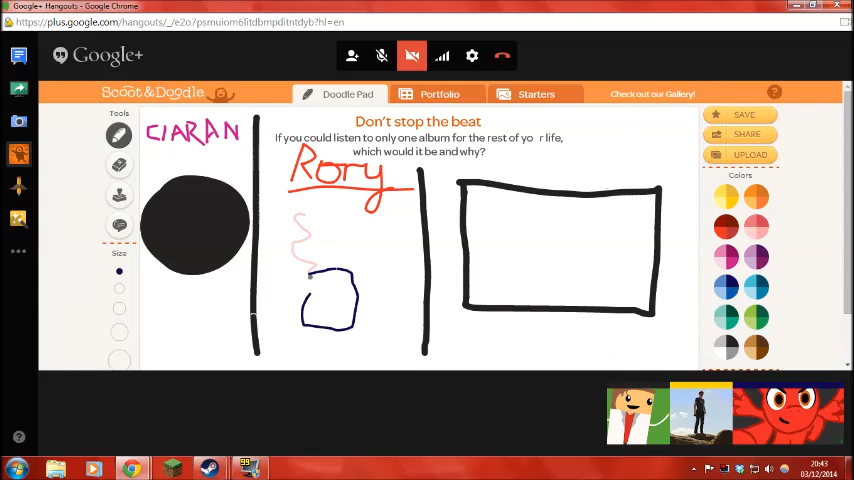 Google+ Hangouts - Google Chrome
https://plus.google.com/hangouts/_/e2o7psmuiom6litdbmpditntdyb?hl=en
Google+
Scoot & Doodle
Doodle Pad
Portfolio
Starters
Check out our Gallery!
?
Tools
Don't stop the beat
If you could listen to only one album for the rest of yo r life,
which would it be and why?
CIARAN
Rory
Size
SAVE
SHARE
UPLOAD
Colors
?
99
20:43
03/12/2014